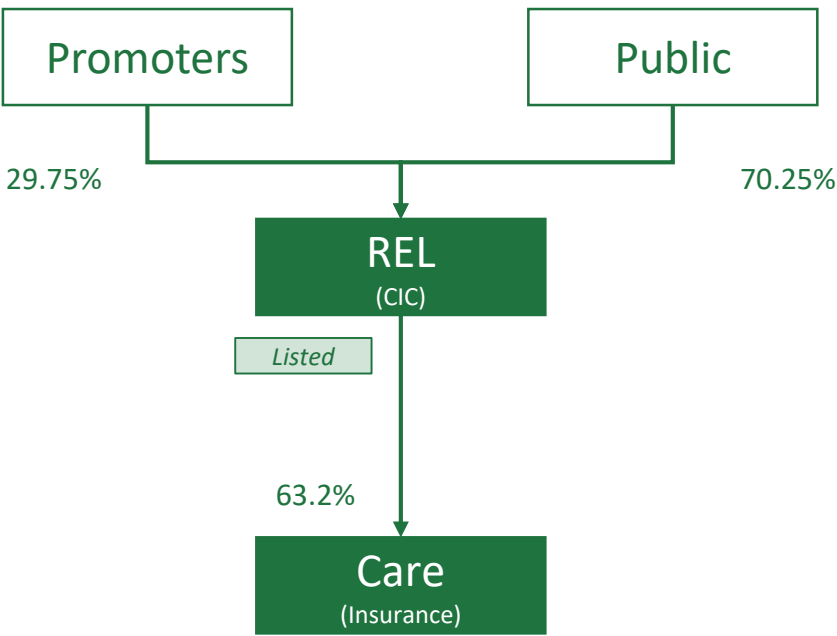 Promoters
Public
29.75%
70.25%
REL
(CIC)
Listed
63.2%
Care
(Insurance)